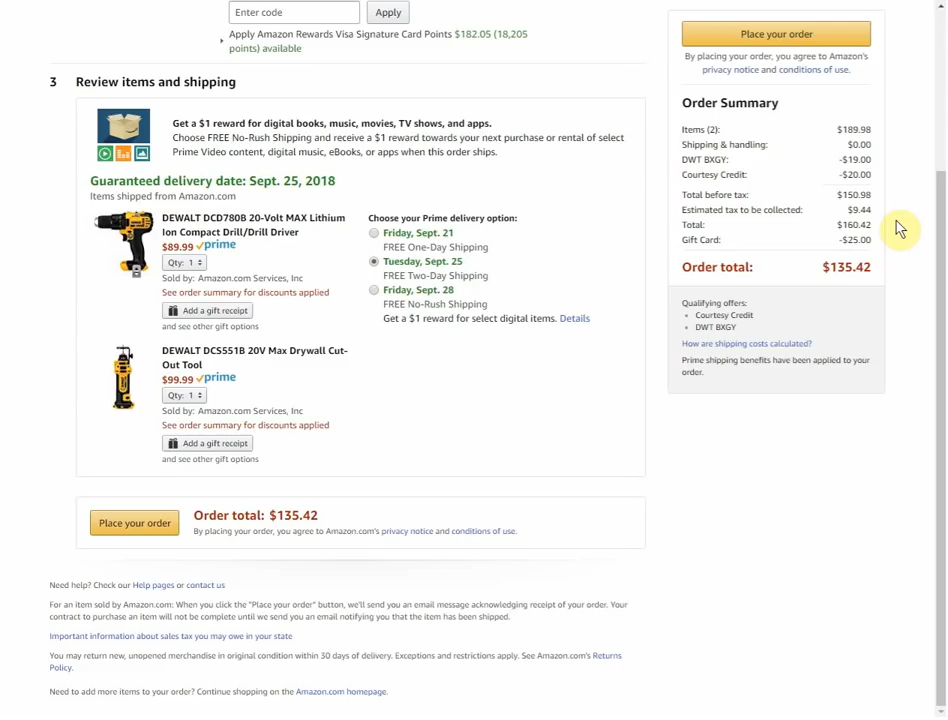 Enter code
Apply
Apply Amazon Rewards Visa Signature Card Points $182.05 (18,205
points) available
3 Review items and shipping
Get a $1 reward for digital books, music, movies, TV shows, and apps.
Choose FREE No-Rush Shipping and receive a $1 reward towards your next purchase or rental of select
Prime Video content, digital music, eBooks, or apps when this order ships.
Guaranteed delivery date: Sept. 25, 2018
Items shipped from Amazon.com
DEWALT DCD780B 20-Volt MAX Lithium
Ion Compact Drill/Drill Driver
$89.99 prime
Qty: 1
Sold by: Amazon.com Services, Inc
See order summary for discounts applied
Add a gift receipt
and see other gift options
Choose your Prime delivery option:
Friday, Sept. 21
FREE One-Day Shipping
Tuesday, Sept. 25
FREE Two-Day Shipping
Friday, Sept. 28
FREE No-Rush Shipping
Get a $1 reward for select digital items. Details
DEWALT DCS551B 20V Max Drywall Cut-
Out Tool
$99.99 prime
Qty: 1
Sold by: Amazon.com Services, Inc
See order summary for discounts applied
Add a gift receipt
and see other gift options
Place your order
Order total: $135.42
By placing your order, you agree to Amazon.com's privacy notice and conditions of use.
Need help? Check our Help pages or contact us
For an item sold by Amazon.com: When you click the "Place your order" button, we'll send you an email message acknowledging receipt of your order. Your
contract to purchase an item will not be complete until we send you an email notifying you that the item has been shipped.
Important information about sales tax you may owe in your state
You may return new, unopened merchandise in original condition within 30 days of delivery. Exceptions and restrictions apply. See Amazon.com's Returns
Policy.
Need to add more items to your order? Continue shopping on the Amazon.com homepage.
Place your order
By placing your order, you agree to Amazon's
privacy notice and conditions of use.
Order Summary
Items (2): $189.98
Shipping & handling: $0.00
DWT BXGY: -$19.00
Courtesy Credit: -$20.00
Total before tax: $150.98
Estimated tax to be collected: $9.44
Total: $160.42
Gift Card: -$25.00
Order total: $135.42
Qualifying offers:
• Courtesy Credit
• DWT BXGY
How are shipping costs calculated?
Prime shipping benefits have been applied to your
order.